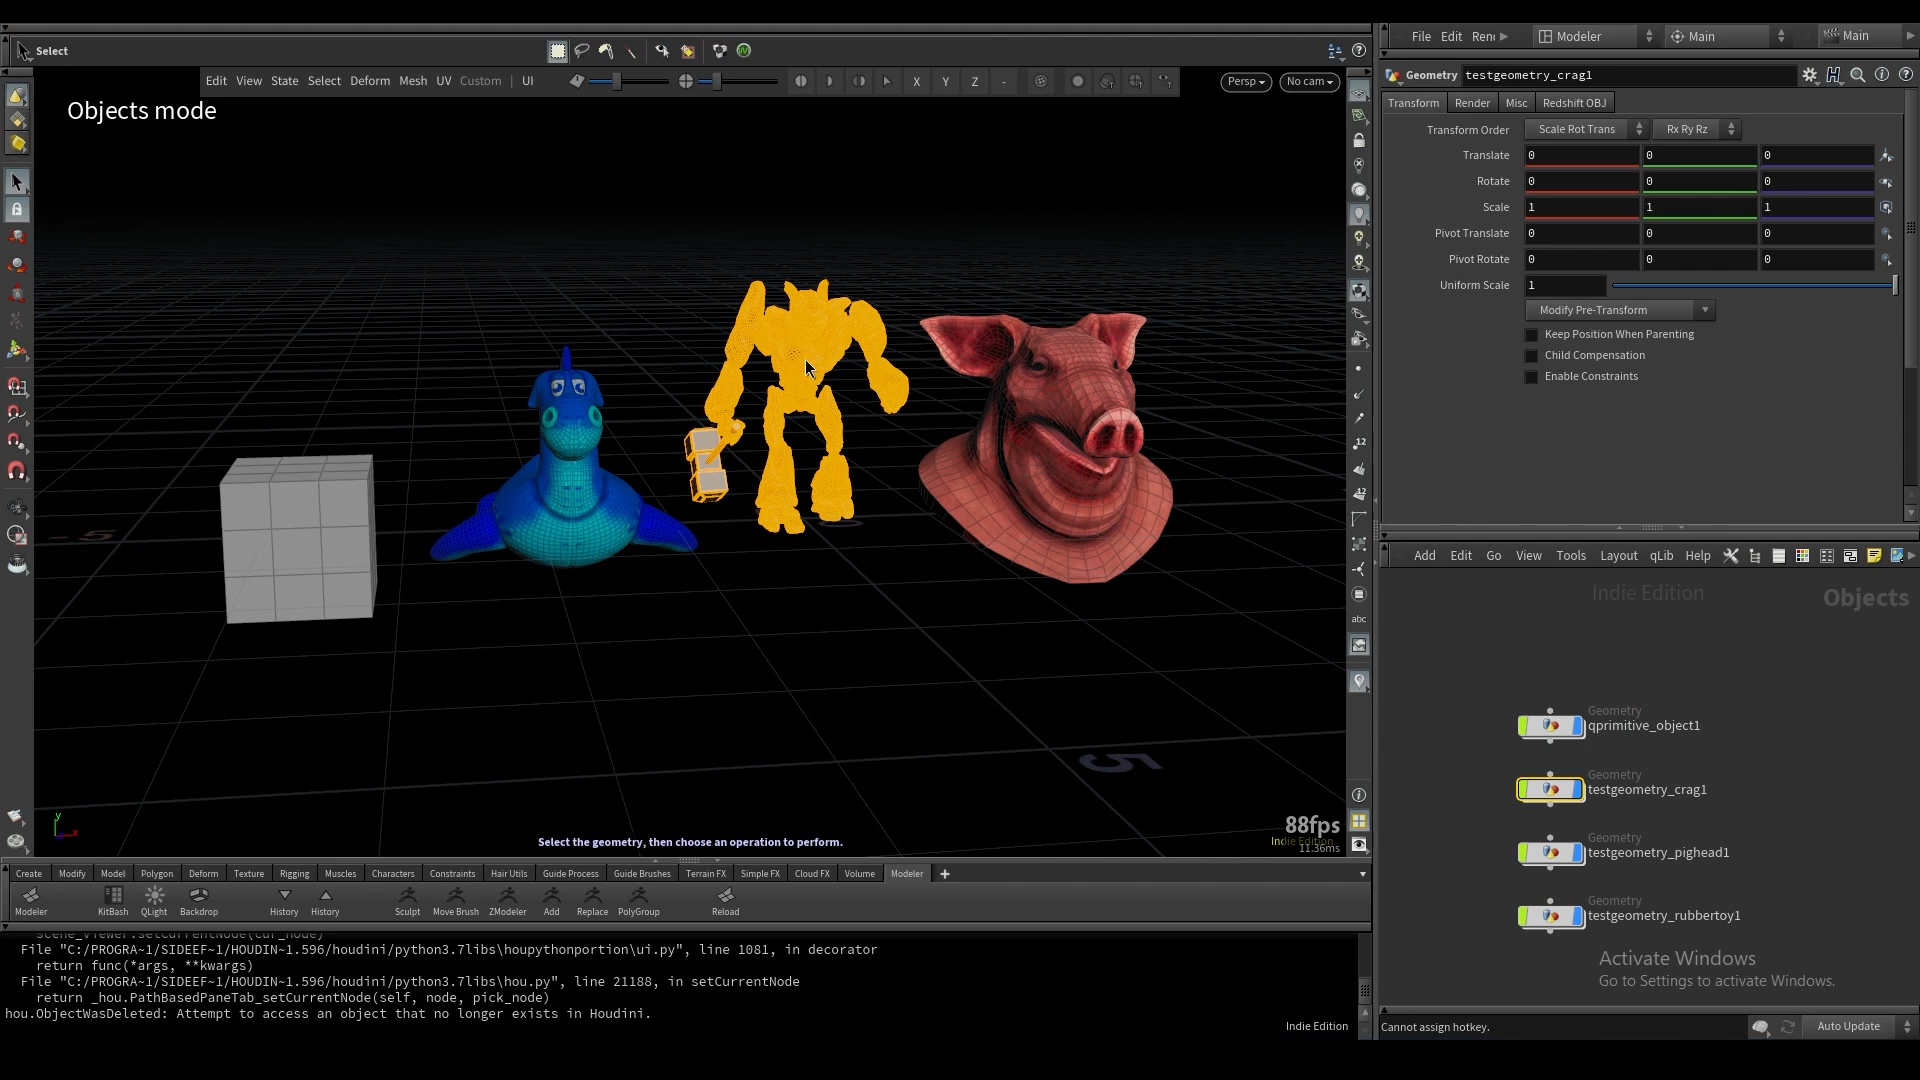 Select
File Edit Ren Modeler Main Main
Edit View State Select Deform Mesh UV Custom UI X Y Z - Persp No cam
Objects mode
Geometry testgeometry_crag1
Transform Render Misc Redshift OBJ
Transform Order Scale Rot Trans Rx Ry Rz
Translate 0 0 0
Rotate 0 0 0
Scale 1 1 1
Pivot Translate 0 0 0
Pivot Rotate 0 0 0
Uniform Scale 1
Modify Pre-Transform
Keep Position When Parenting
Child Compensation
Enable Constraints
-5
5
12
12
abc
88fps
Indie Edition
11.36ms
Select the geometry, then choose an operation to perform.
y
x
Add Edit Go View Tools Layout qLib Help
Indie Edition
Objects
Geometry
qprimitive_object1
Geometry
testgeometry_crag1
Geometry
testgeometry_pighead1
Geometry
testgeometry_rubbertoy1
Create Modify Model Polygon Deform Texture Rigging Muscles Characters Constraints Hair Utils Guide Process Guide Brushes Terrain FX Simple FX Cloud FX Volume Modeler
Modeler KitBash QLight Backdrop History History Sculpt Move Brush ZModeler Add Replace PolyGroup Reload
scene_viewer.setCurrentNode(cur_node)
File "C:/PROGRA~1/SIDEEF~1/HOUDIN~1.596/houdini/python3.7libs\houpythonportion\ui.py", line 1081, in decorator
return func(*args, **kwargs)
File "C:/PROGRA~1/SIDEEF~1/HOUDIN~1.596/houdini/python3.7libs\hou.py", line 21188, in setCurrentNode
return _hou.PathBasedPaneTab_setCurrentNode(self, node, pick_node)
hou.ObjectWasDeleted: Attempt to access an object that no longer exists in Houdini.
Indie Edition
Activate Windows
Go to Settings to activate Windows.
Cannot assign hotkey.
Auto Update